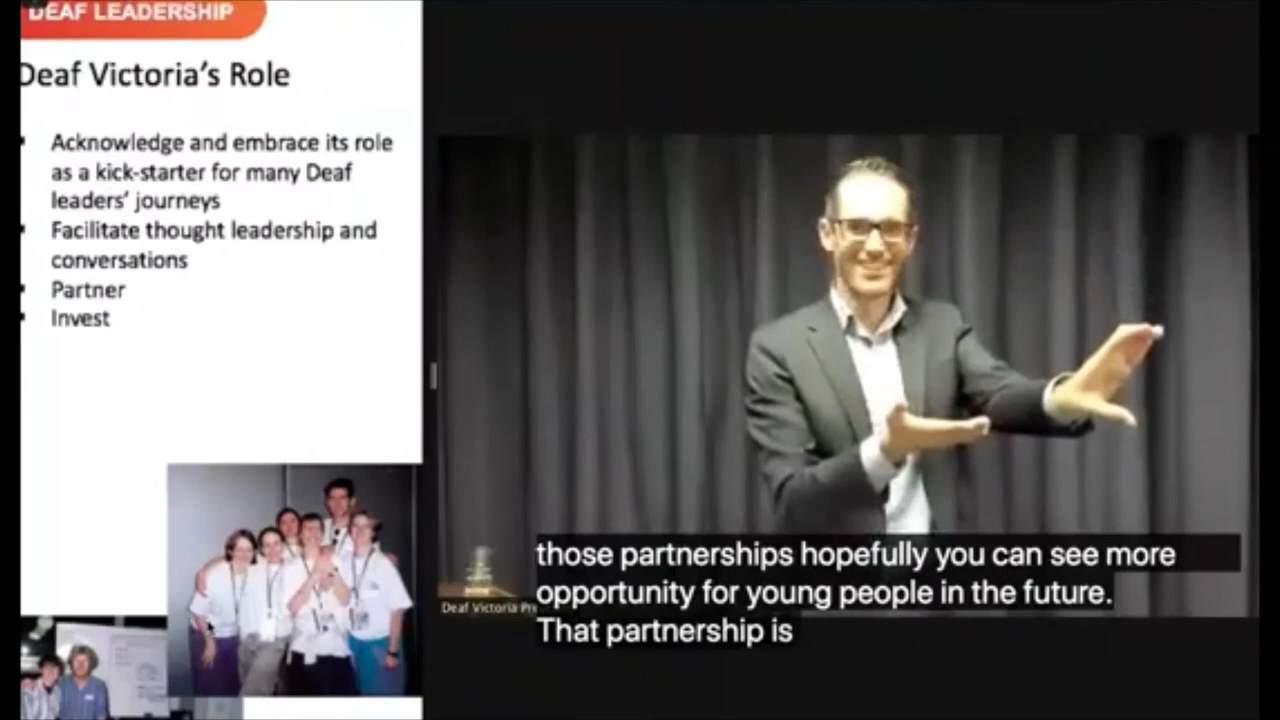 DEAF LEADERSHIP
Deaf Victoria's Role
Acknowledge and embrace its role
as a kick-starter for many Deaf
leaders' journeys
Facilitate thought leadership and
conversations
Partner
Invest
Deaf Victoria
those partnerships hopefully you can see more
opportunity for young people in the future.
That partnership is